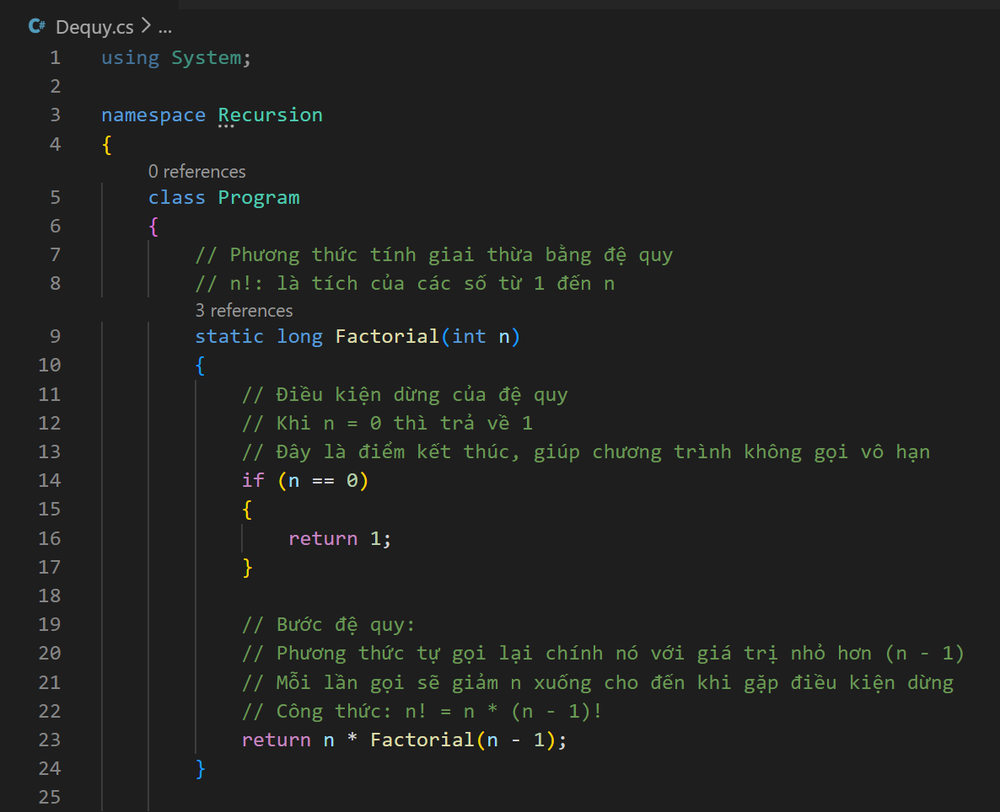 C# Dequy.cs > ...
1 using System;
2
3 namespace Recursion
4 {
0 references
5 class Program
6 {
7 // Phương thức tính giai thừa bằng đệ quy
8 // n!: là tích của các số từ 1 đến n
3 references
9 static long Factorial(int n)
10 {
11 // Điều kiện dừng của đệ quy
12 // Khi n = 0 thì trả về 1
13 // Đây là điểm kết thúc, giúp chương trình không gọi vô hạn
14 if (n == 0)
15 {
16 return 1;
17 }
18
19 // Bước đệ quy:
20 // Phương thức tự gọi lại chính nó với giá trị nhỏ hơn (n - 1)
21 // Mỗi lần gọi sẽ giảm n xuống cho đến khi gặp điều kiện dừng
22 // Công thức: n! = n * (n - 1)!
23 return n * Factorial(n - 1);
24 }
25